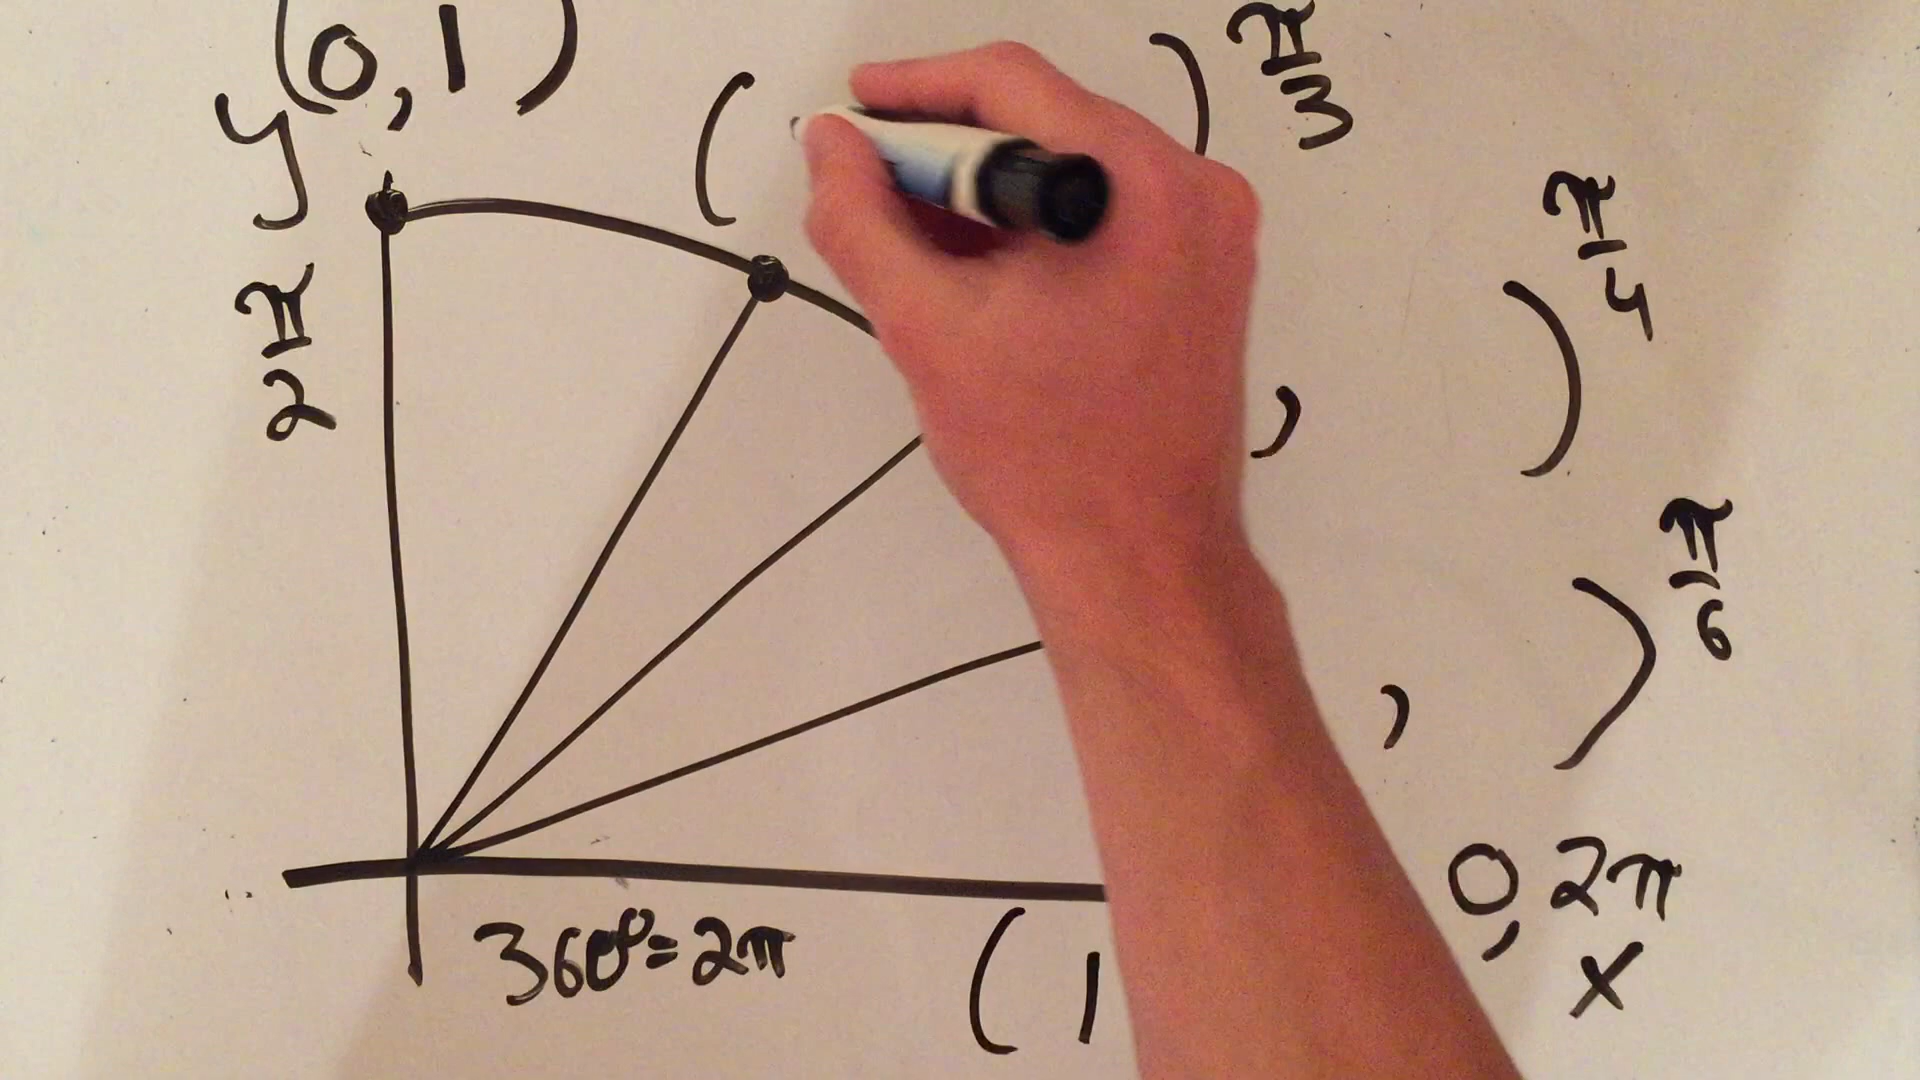 (0,1)
y
( ) π/3
π/2
, ) π/4
, ) π/6
0, 2π
360°=2π
(1
x